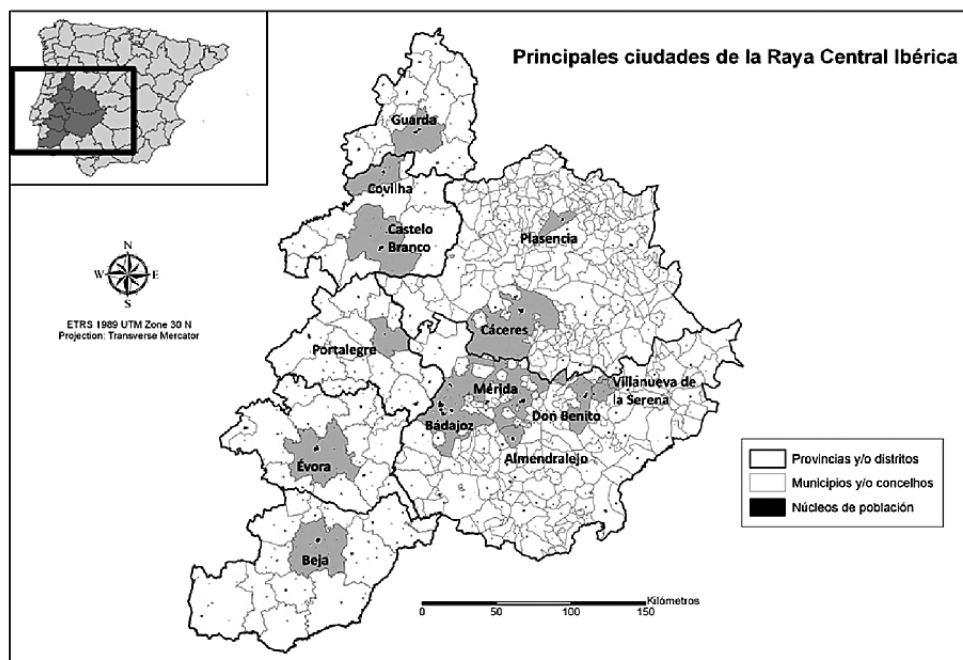 Principales ciudades de la Raya Central Ibérica
Guarda
Covilha
Castelo
Branco
Plasencia
N
W E
S
ETRS 1989 UTM Zone 30 N
Projection: Transverse Mercator
Cáceres
Portalegre
Mérida
Villanueva de
la Serena
Don Benito
Badajoz
Almendralejo
Évora
Beja
Provincias y/o distritos
Municipios y/o concelhos
Núcleos de población
Kilómetros
0 50 100 150